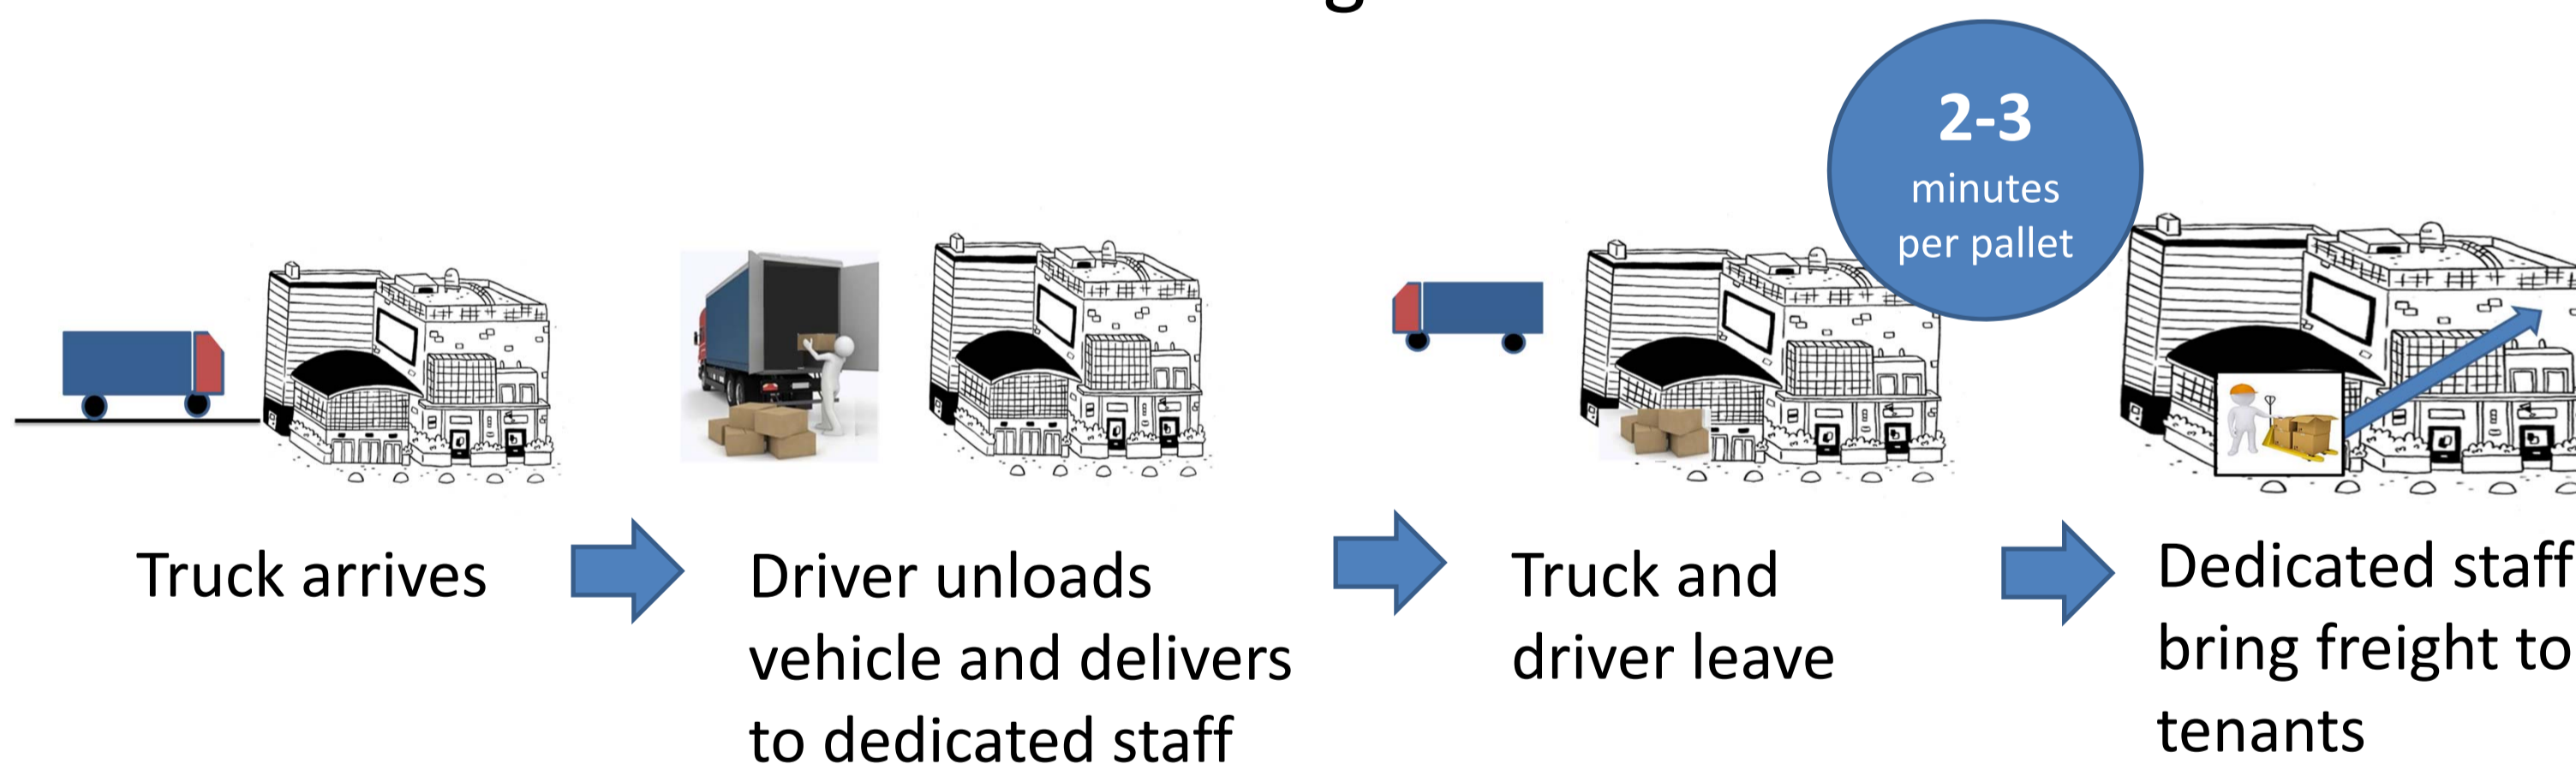 2-3
minutes
per pallet
Truck arrives
Driver unloads
vehicle and delivers
to dedicated staff
Truck and
driver leave
Dedicated staff
bring freight to
tenants